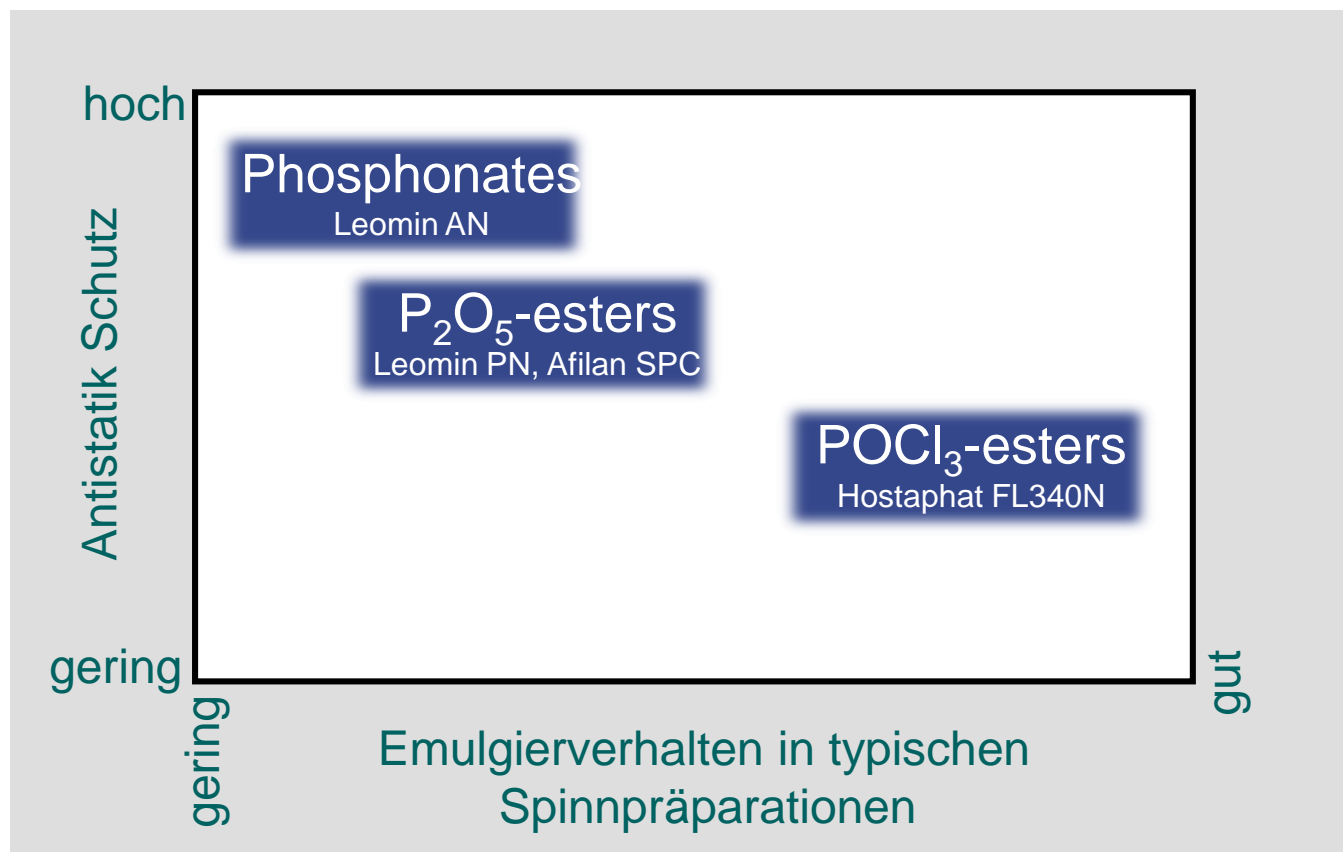 hoch
Phosphonates
Leomin AN
Antistatik Schutz
P₂O₅-esters
Leomin PN, Afilan SPC
POCl₃-esters
Hostaphat FL340N
gering
gering
gut
Emulgierverhalten in typischen
Spinnpräparationen